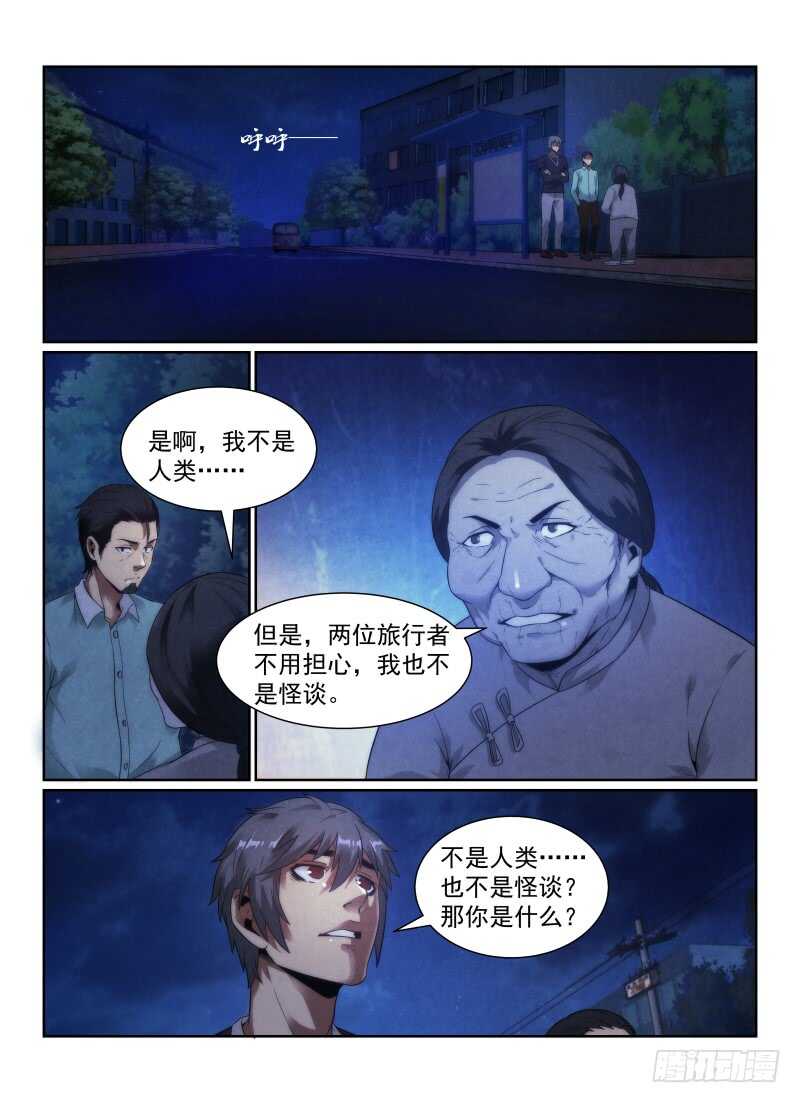 呼呼——
是啊，我不是
人类……
但是，两位旅行者
不用担心，我也不
是怪谈。
不是人类……
也不是怪谈？
那你是什么？
腾讯动漫